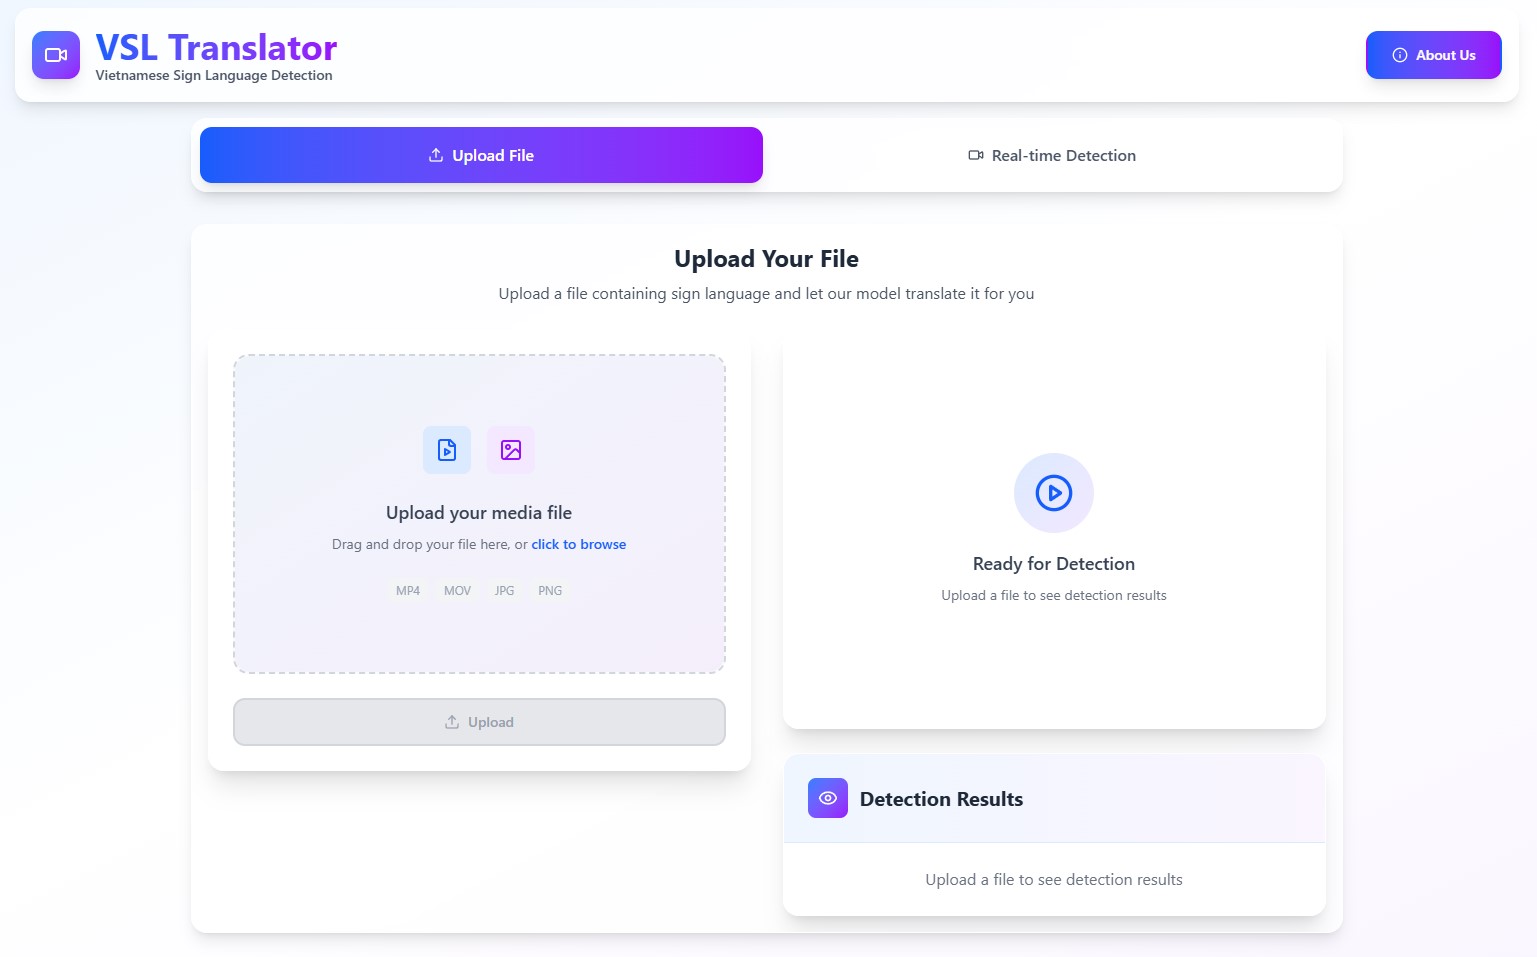 VSL Translator
Vietnamese Sign Language Detection
About Us
Upload File
Real-time Detection
Upload Your File
Upload a file containing sign language and let our model translate it for you
Upload your media file
Drag and drop your file here, or click to browse
MP4 MOV JPG PNG
Upload
Ready for Detection
Upload a file to see detection results
Detection Results
Upload a file to see detection results